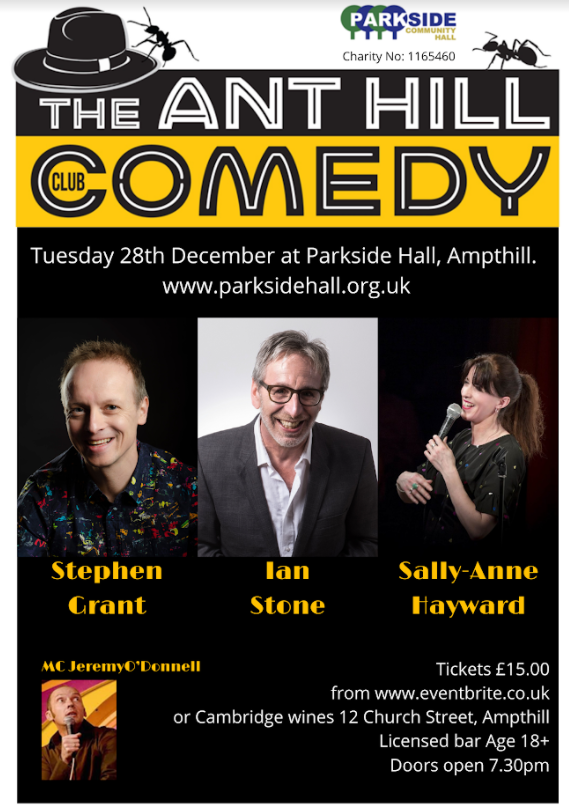 PARKSIDE
COMMUNITY
HALL
Charity No: 1165460
THE ANT HILL
COMEDY
CLUB
Tuesday 28th December at Parkside Hall, Ampthill.
www.parksidehall.org.uk
Stephen
Grant
Ian
Stone
Sally-Anne
Hayward
MC JeremyO'Donnell
Tickets £15.00
from www.eventbrite.co.uk
or Cambridge wines 12 Church Street, Ampthill
Licensed bar Age 18+
Doors open 7.30pm